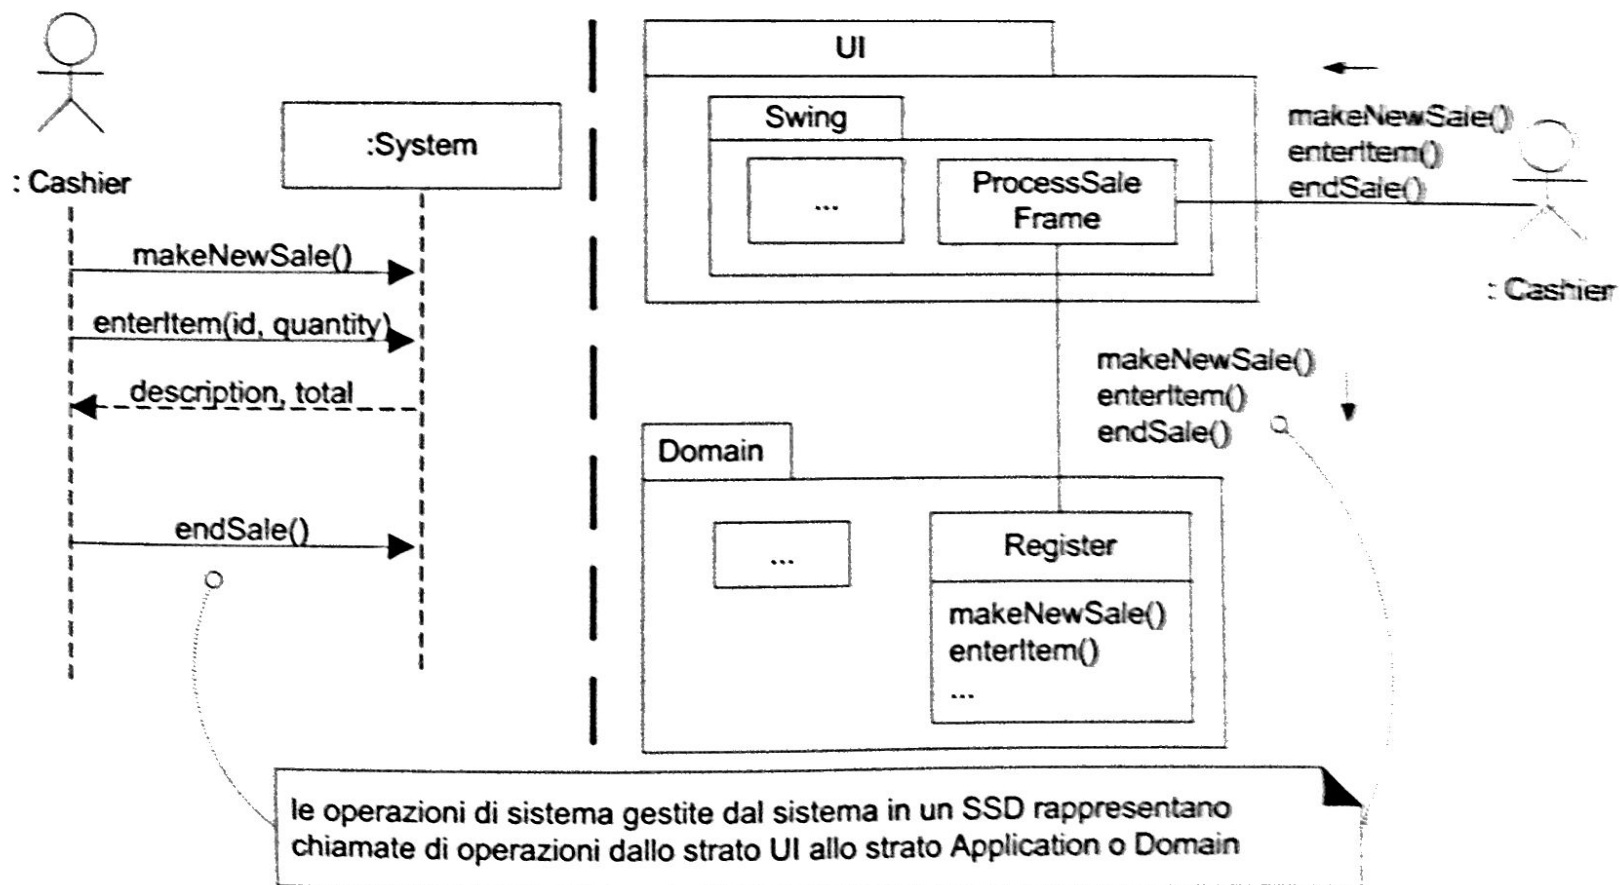 :System
: Cashier
makeNewSale()
enterItem(id, quantity)
description, total
endSale()
UI
Swing
...
ProcessSale
Frame
makeNewSale()
enterItem()
endSale()
: Cashier
makeNewSale()
enterItem()
endSale()
Domain
...
Register
makeNewSale()
enterItem()
...
le operazioni di sistema gestite dal sistema in un SSD rappresentano
chiamate di operazioni dallo strato UI allo strato Application o Domain